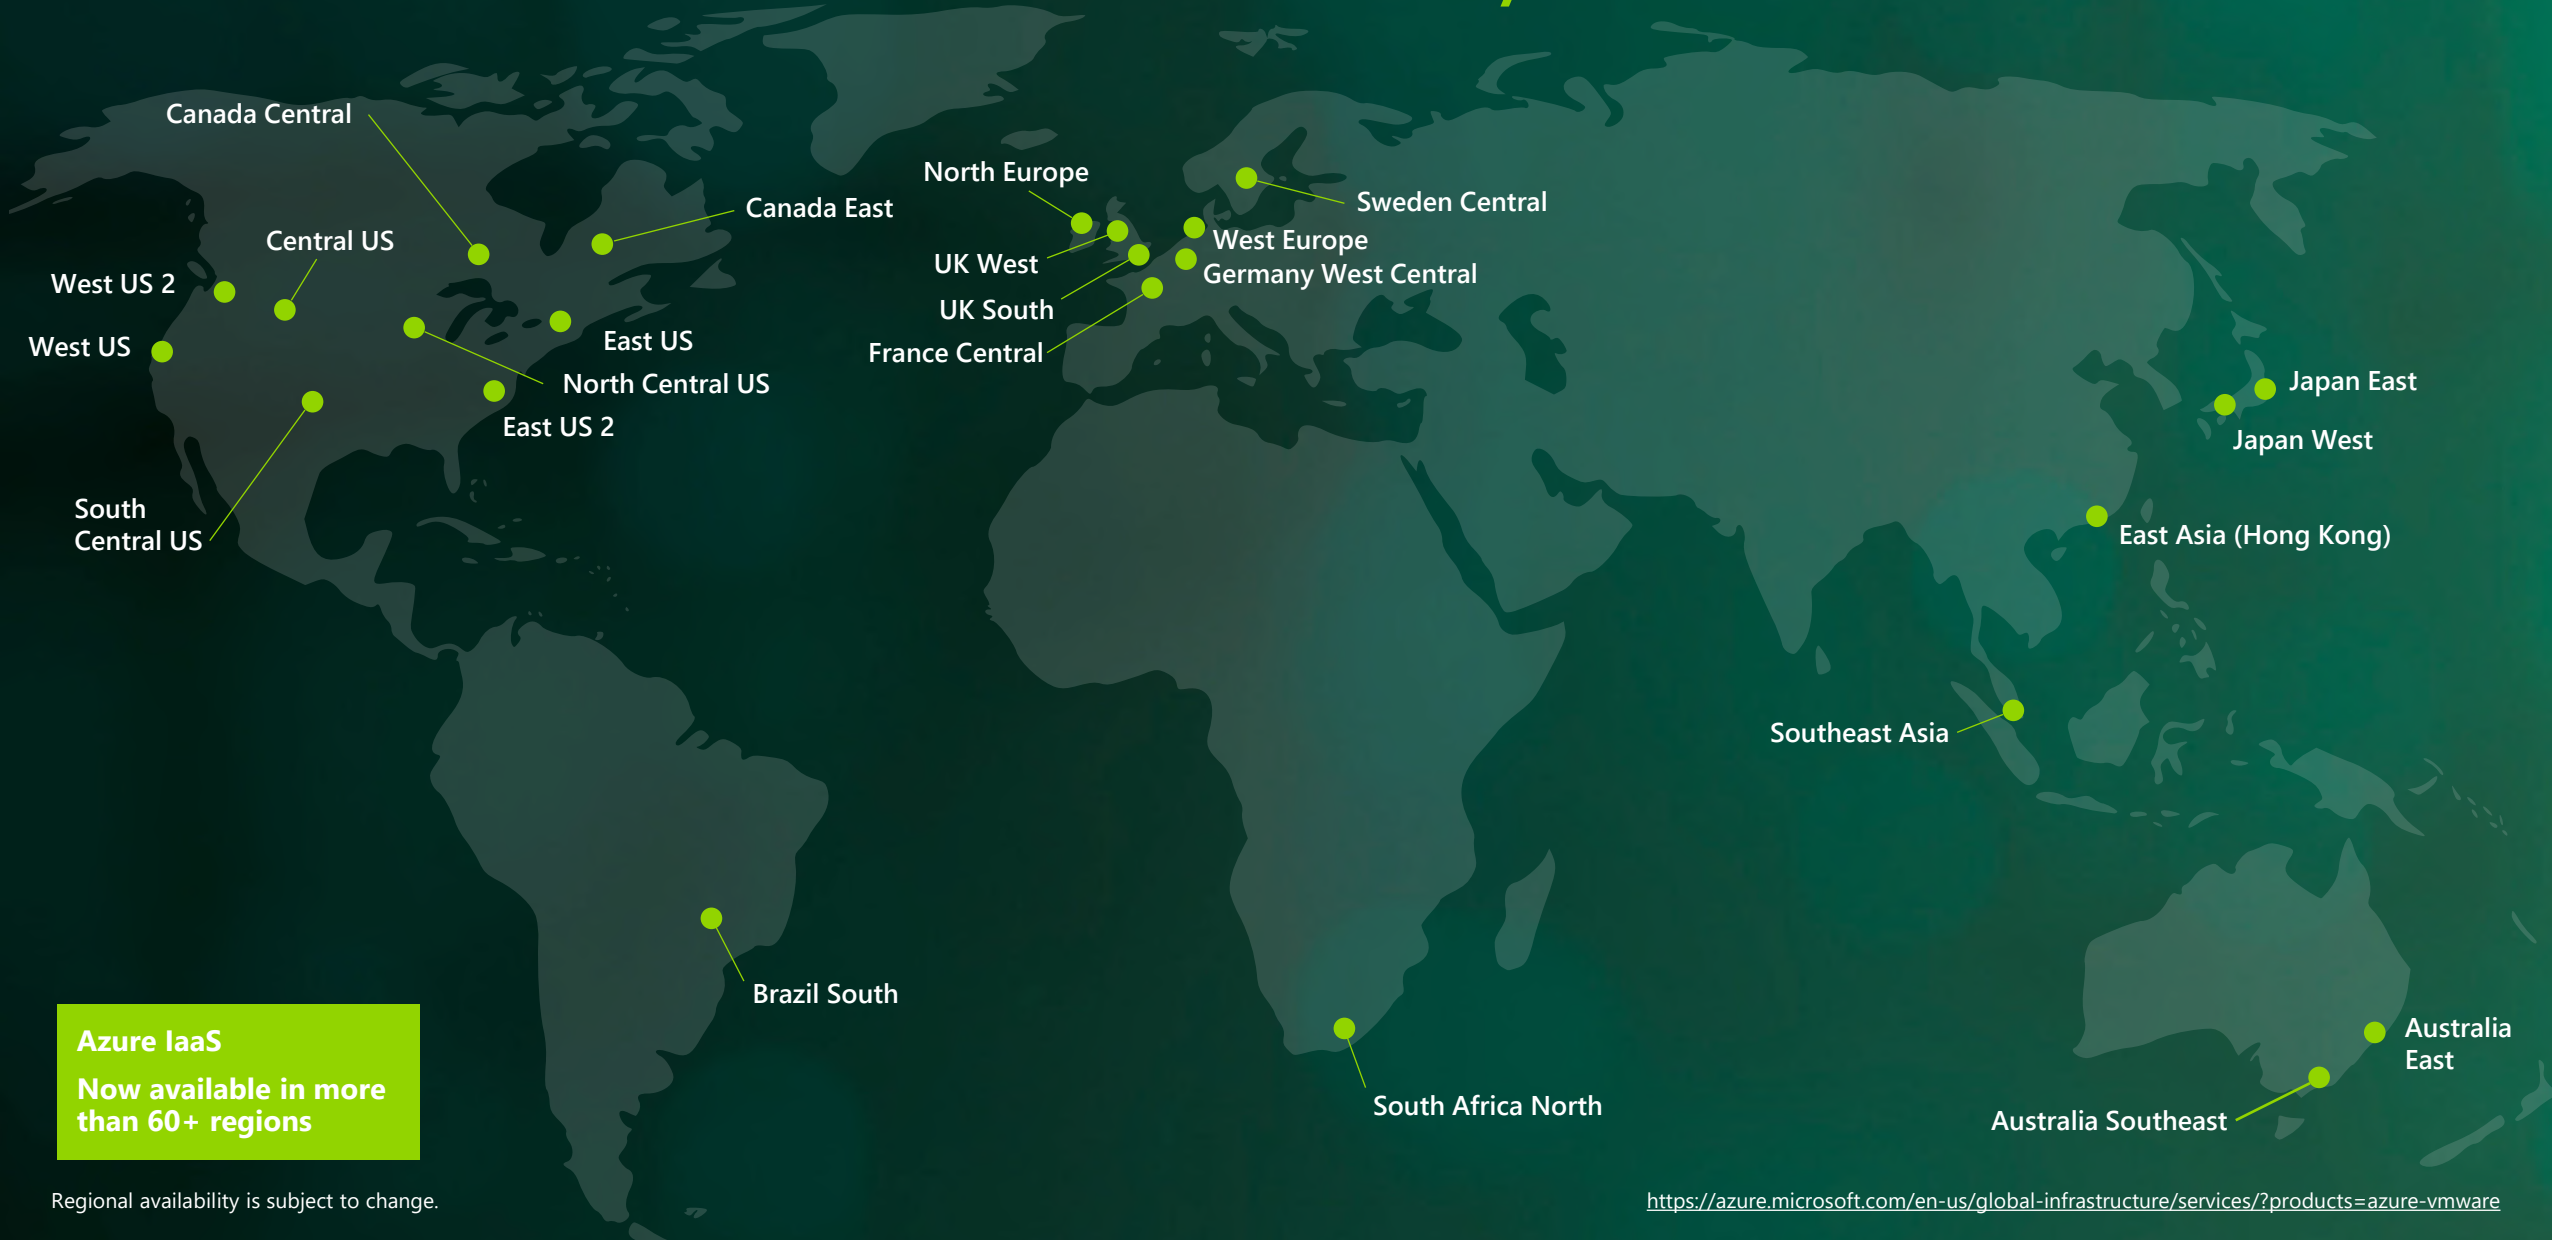 Canada Central
North Europe
Canada East
Sweden Central
Central US
West Europe
UK West
Germany West Central
West US 2
UK South
East US
West US
France Central
North Central US
Japan East
East US 2
Japan West
South
Central US
East Asia (Hong Kong)
Southeast Asia
Brazil South
Australia
East
South Africa North
Australia Southeast
Azure IaaS
Now available in more
than 60+ regions
Regional availability is subject to change.
https://azure.microsoft.com/en-us/global-infrastructure/services/?products=azure-vmware